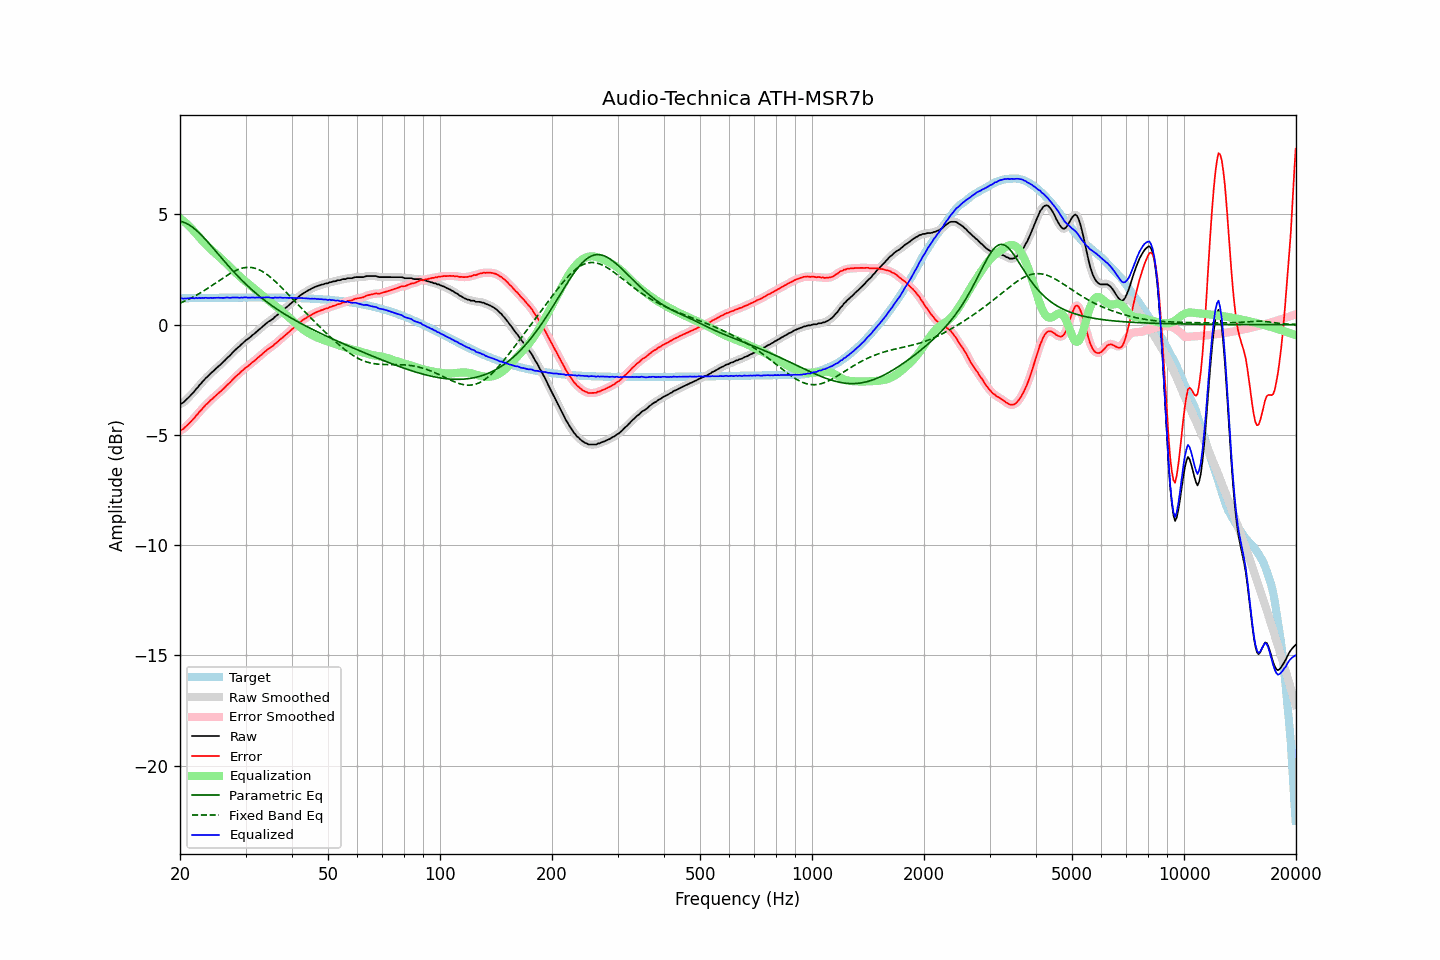 Audio-Technica ATH-MSR7b
Amplitude (dBr)
5
0
−5
−10
−15
−20
Target
Raw Smoothed
Error Smoothed
Raw
Error
Equalization
Parametric Eq
Fixed Band Eq
Equalized
20 50 100 200 500 1000 2000 5000 10000 20000
Frequency (Hz)